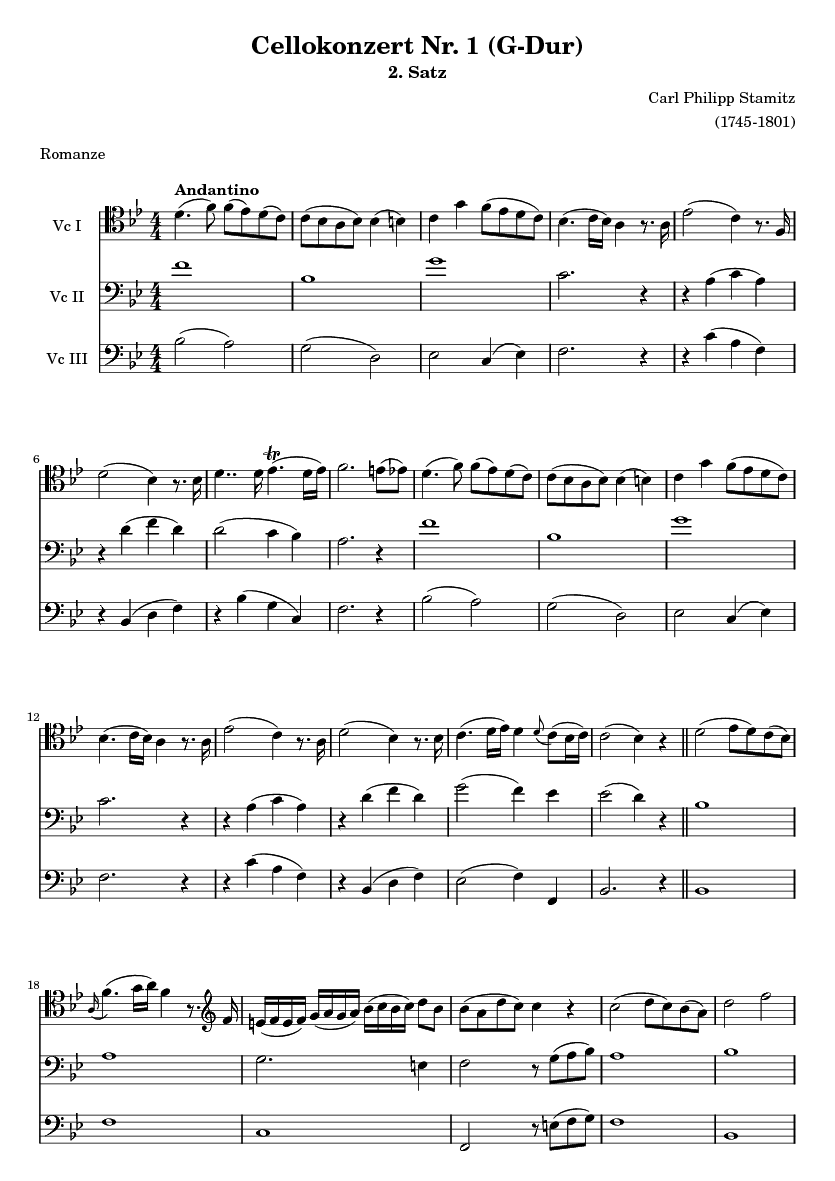 Cellokonzert Nr. 1 (G-Dur)
2. Satz
Carl Philipp Stamitz
(1745-1801)
Romanze
Andantino
Vc I
Vc II
Vc III
6
12
18